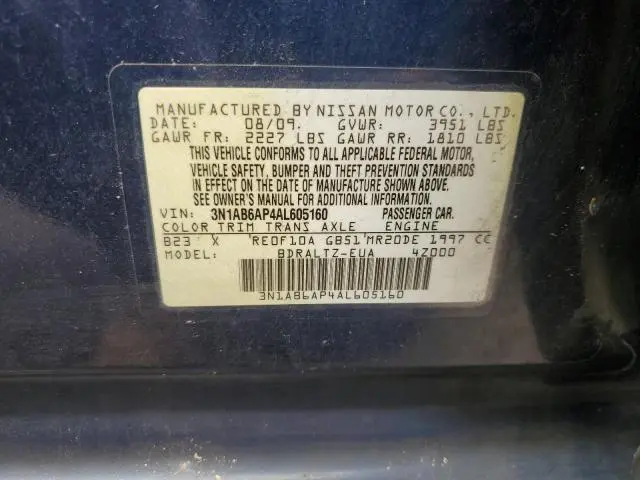 MANUFACTURED BY NISSAN MOTOR CO., LTD.
DATE: 08/09. GVWR: 3951 LBS
GAWR FR: 2227 LBS GAWR RR: 1810 LBS
THIS VEHICLE CONFORMS TO ALL APPLICABLE FEDERAL MOTOR,
VEHICLE SAFETY, BUMPER AND THEFT PREVENTION STANDARDS
IN EFFECT ON THE DATE OF MANUFACTURE SHOWN ABOVE.
SEE OWNER'S MANUAL FOR ADDITIONAL INFORMATION.
VIN: 3N1AB6AP4AL605160 PASSENGER CAR.
COLOR TRIM TRANS AXLE ENGINE
B23 X RE0F10A GB51 MR20DE 1997 CC
MODEL: BDRALTZ-EUA 4Z000
3N1AB6AP4AL605160